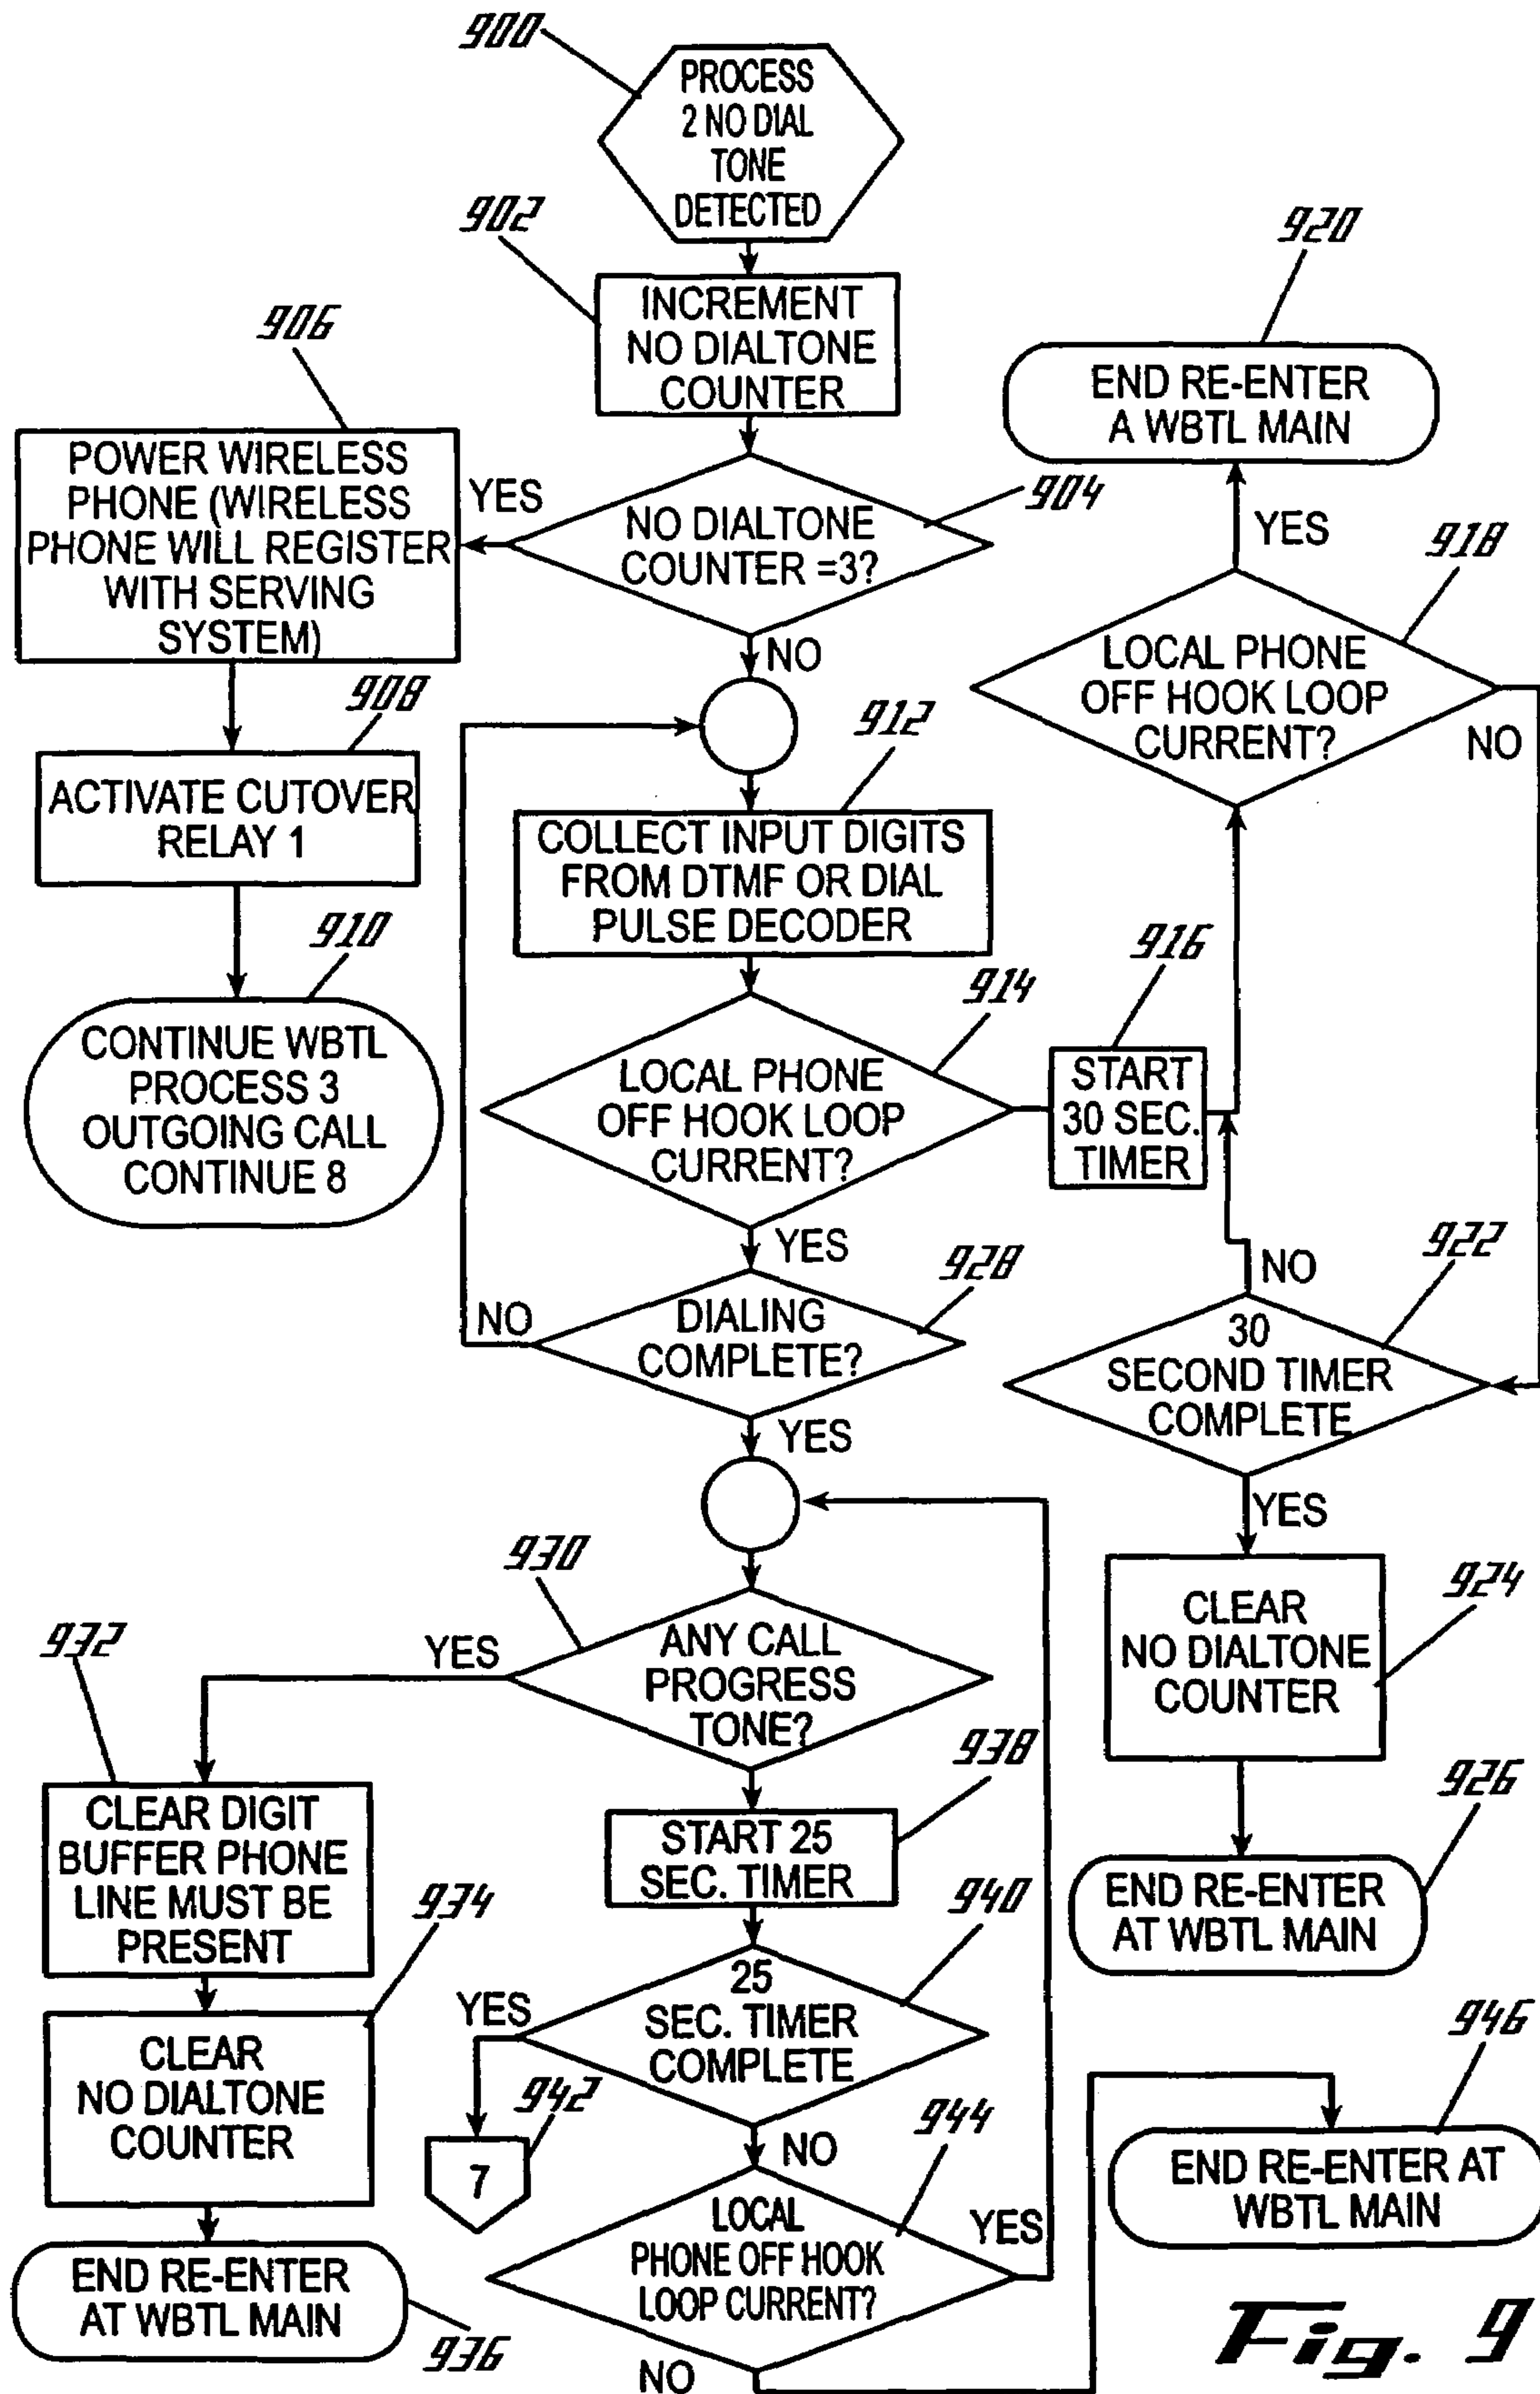 900
PROCESS
2 NO DIAL
TONE
DETECTED
902
INCREMENT
NO DIALTONE
COUNTER
904
NO DIALTONE
COUNTER =3?
YES
NO
906
POWER WIRELESS
PHONE (WIRELESS
PHONE WILL REGISTER
WITH SERVING
SYSTEM)
908
ACTIVATE CUTOVER
RELAY 1
910
CONTINUE WBTL
PROCESS 3
OUTGOING CALL
CONTINUE 8
912
COLLECT INPUT DIGITS
FROM DTMF OR DIAL
PULSE DECODER
914
LOCAL PHONE
OFF HOOK LOOP
CURRENT?
YES
916
START
30 SEC.
TIMER
918
LOCAL PHONE
OFF HOOK LOOP
CURRENT?
YES
NO
920
END RE-ENTER
A WBTL MAIN
922
30
SECOND TIMER
COMPLETE
NO
YES
924
CLEAR
NO DIALTONE
COUNTER
926
END RE-ENTER
AT WBTL MAIN
928
DIALING
COMPLETE?
NO
YES
930
ANY CALL
PROGRESS
TONE?
YES
932
CLEAR DIGIT
BUFFER PHONE
LINE MUST BE
PRESENT
934
CLEAR
NO DIALTONE
COUNTER
936
END RE-ENTER
AT WBTL MAIN
938
START 25
SEC. TIMER
940
25
SEC. TIMER
COMPLETE
YES
NO
942
7
944
LOCAL
PHONE OFF HOOK
LOOP CURRENT?
YES
NO
946
END RE-ENTER AT
WBTL MAIN
Fig. 9